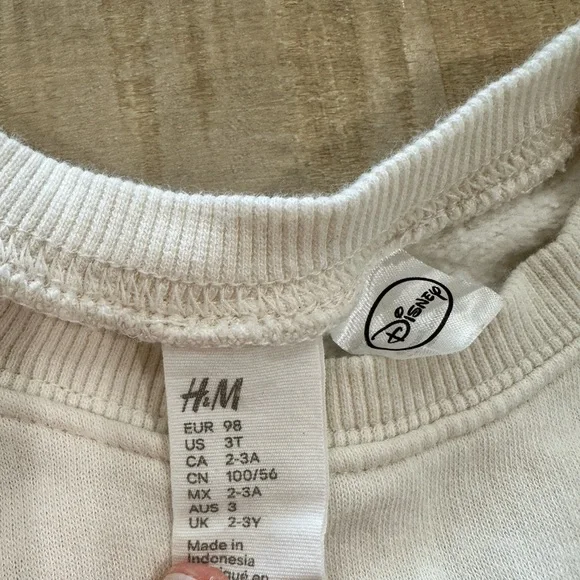 Disney
H&M
EUR 98
US 3T
CA 2-3A
CN 100/56
MX 2-3A
AUS 3
UK 2-3Y
Made in
Indonesia